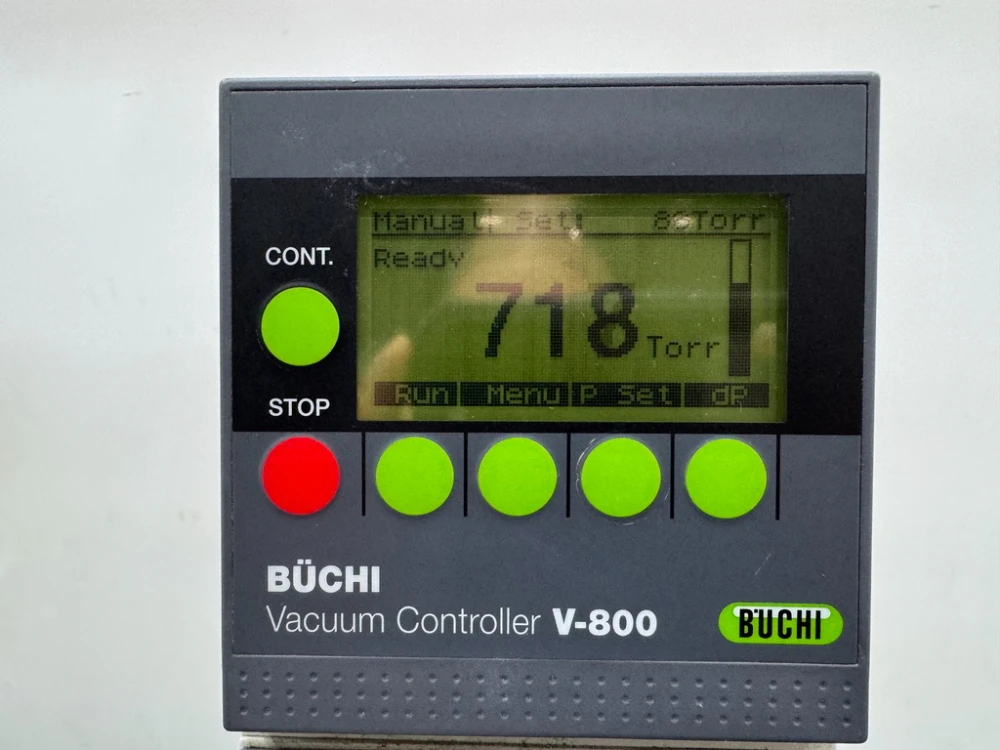 Manual Set: 80Torr
CONT.
Ready
718 Torr
Run Menu P Set dP
STOP
BÜCHI
Vacuum Controller V-800
BÜCHI